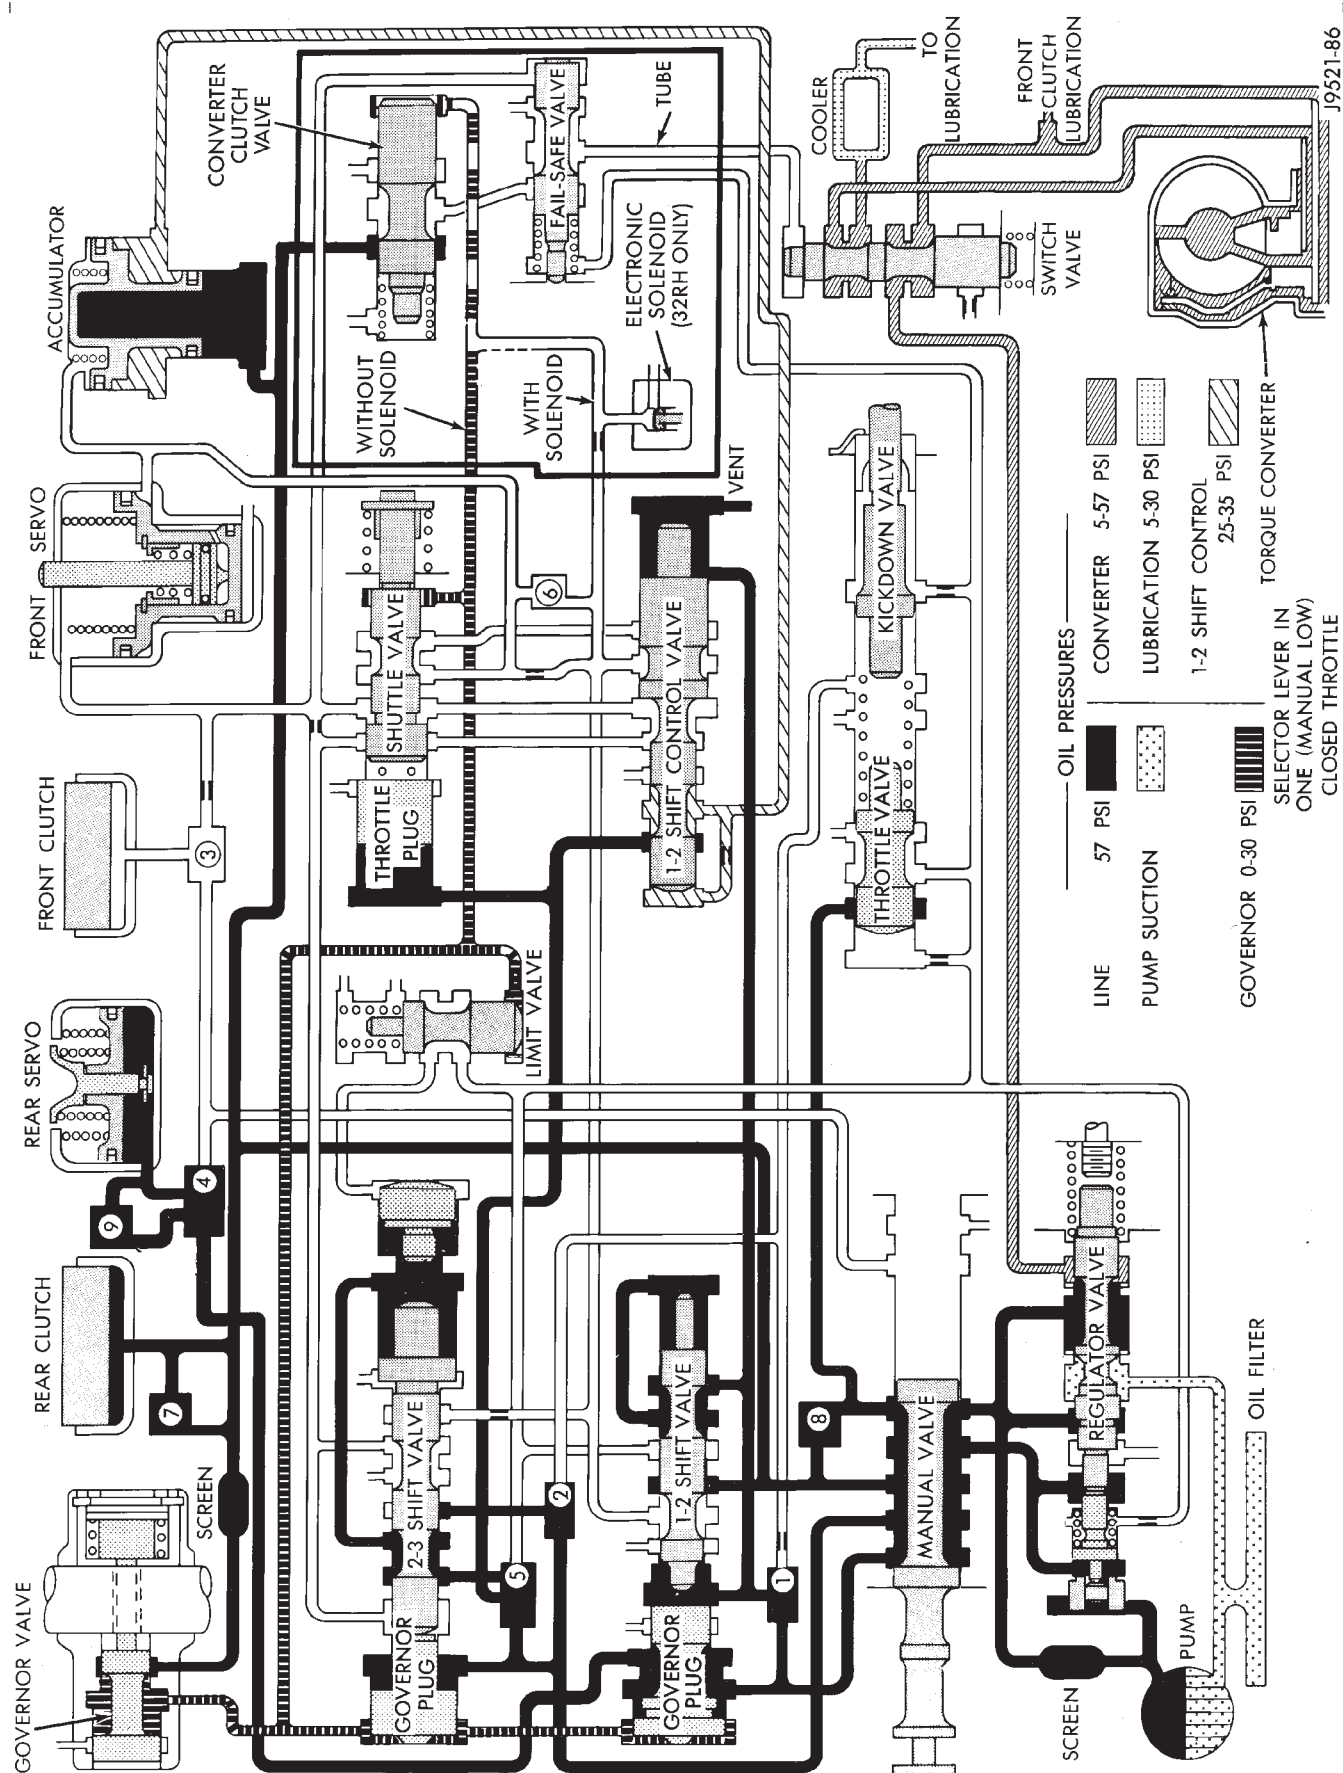 GOVERNOR VALVE
SCREEN
REAR CLUTCH
7
9
4
REAR SERVO
FRONT CLUTCH
3
FRONT SERVO
ACCUMULATOR
CONVERTER
CLUTCH
VALVE
GOVERNOR
PLUG
2-3 SHIFT VALVE
5
2
LIMIT VALVE
THROTTLE
PLUG
SHUTTLE VALVE
6
WITHOUT
SOLENOID
WITH
SOLENOID
FAIL-SAFE VALVE
ELECTRONIC
SOLENOID
(32RH ONLY)
TUBE
GOVERNOR
PLUG
1-2 SHIFT VALVE
1
8
1-2 SHIFT CONTROL VALVE
VENT
THROTTLE VALVE
KICKDOWN VALVE
COOLER
TO
LUBRICATION
FRONT
CLUTCH
LUBRICATION
SWITCH
VALVE
MANUAL VALVE
SCREEN
PUMP
REGULATOR VALVE
OIL FILTER
OIL PRESSURES
LINE 57 PSI
PUMP SUCTION
GOVERNOR 0-30 PSI
CONVERTER 5-57 PSI
LUBRICATION 5-30 PSI
1-2 SHIFT CONTROL
25-35 PSI
TORQUE CONVERTER
SELECTOR LEVER IN
ONE (MANUAL LOW)
CLOSED THROTTLE
J9521-86